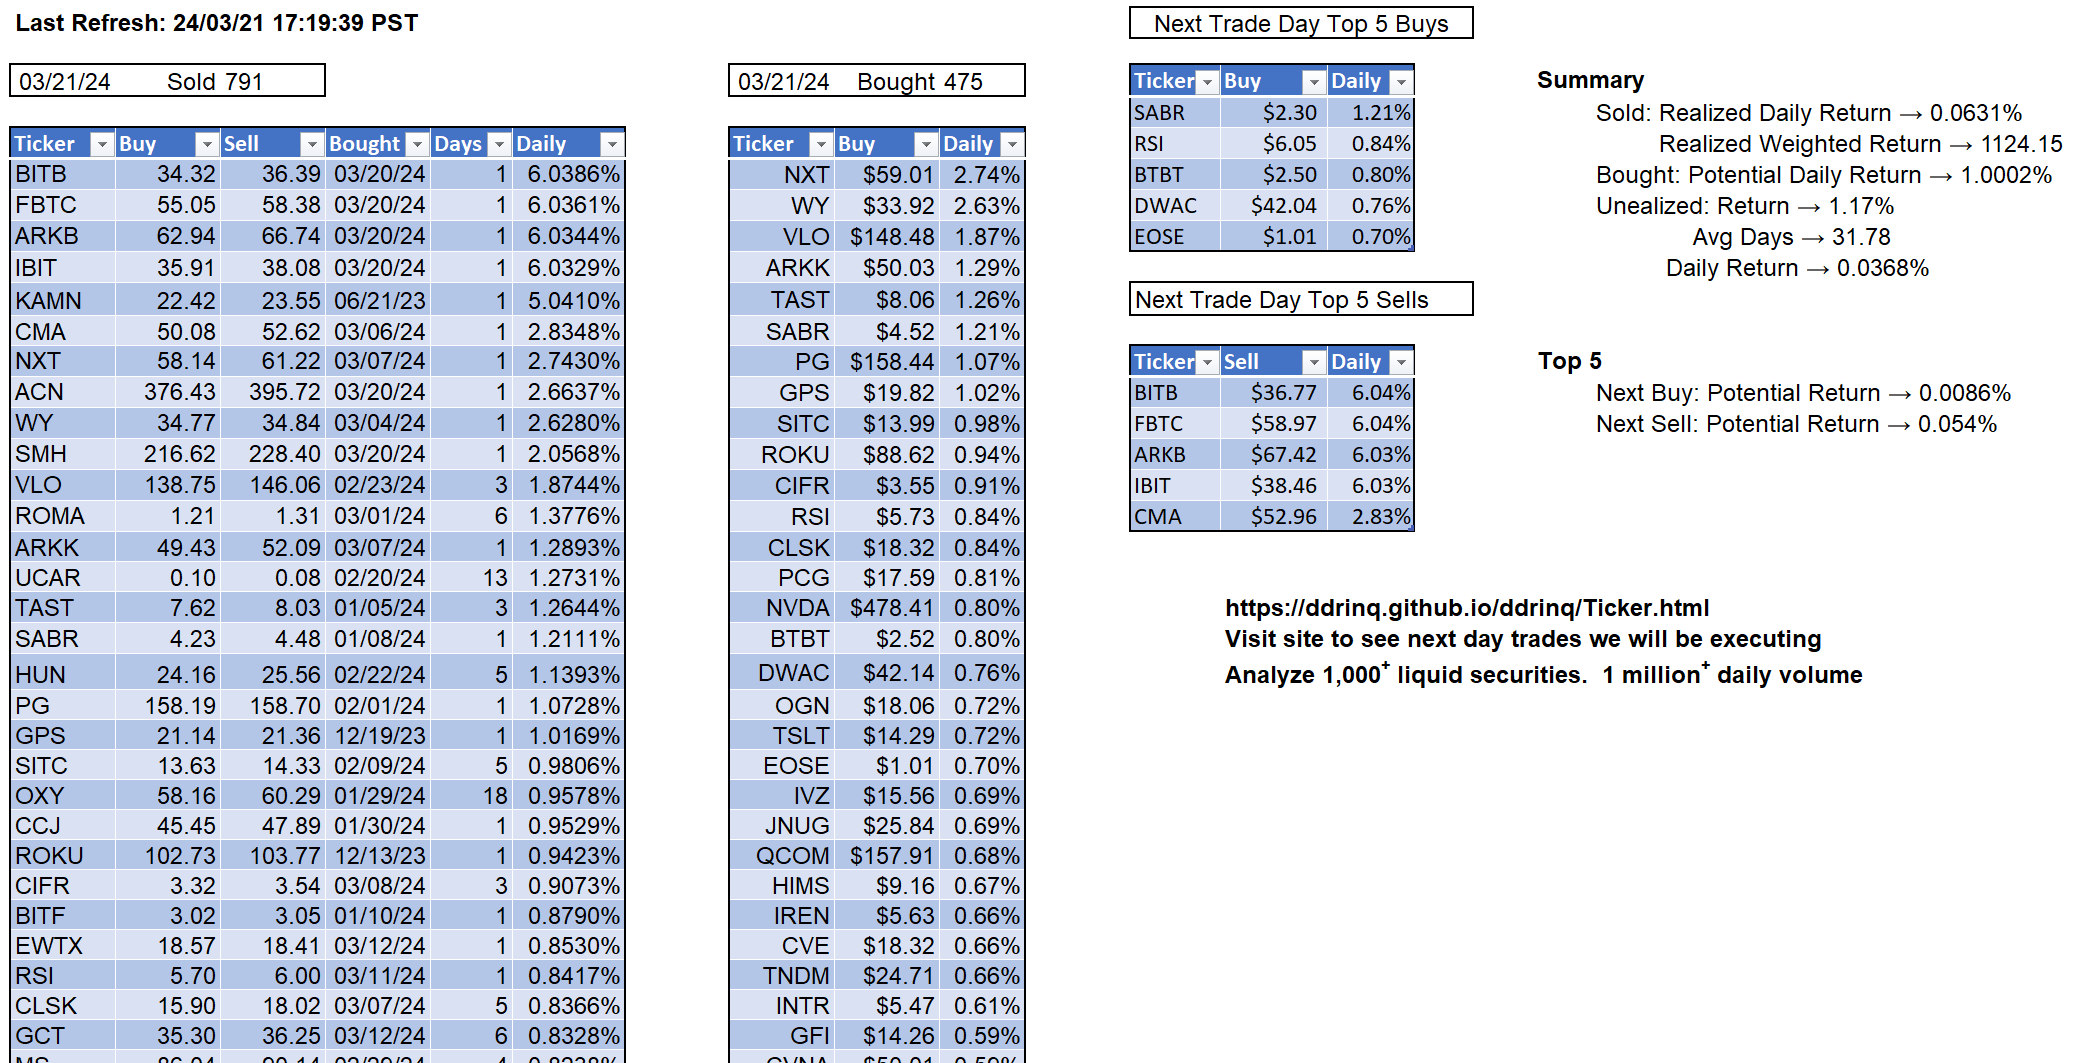 Last Refresh: 24/03/21 17:19:39 PST
03/21/24 Sold 791
Ticker Buy Sell Bought Days Daily
BITB 34.32 36.39 03/20/24 1 6.0386%
FBTC 55.05 58.38 03/20/24 1 6.0361%
ARKB 62.94 66.74 03/20/24 1 6.0344%
IBIT 35.91 38.08 03/20/24 1 6.0329%
KAMN 22.42 23.55 06/21/23 1 5.0410%
CMA 50.08 52.62 03/06/24 1 2.8348%
NXT 58.14 61.22 03/07/24 1 2.7430%
ACN 376.43 395.72 03/20/24 1 2.6637%
WY 34.77 34.84 03/04/24 1 2.6280%
SMH 216.62 228.40 03/20/24 1 2.0568%
VLO 138.75 146.06 02/23/24 3 1.8744%
ROMA 1.21 1.31 03/01/24 6 1.3776%
ARKK 49.43 52.09 03/07/24 1 1.2893%
UCAR 0.10 0.08 02/20/24 13 1.2731%
TAST 7.62 8.03 01/05/24 3 1.2644%
SABR 4.23 4.48 01/08/24 1 1.2111%
HUN 24.16 25.56 02/22/24 5 1.1393%
PG 158.19 158.70 02/01/24 1 1.0728%
GPS 21.14 21.36 12/19/23 1 1.0169%
SITC 13.63 14.33 02/09/24 5 0.9806%
OXY 58.16 60.29 01/29/24 18 0.9578%
CCJ 45.45 47.89 01/30/24 1 0.9529%
ROKU 102.73 103.77 12/13/23 1 0.9423%
CIFR 3.32 3.54 03/08/24 3 0.9073%
BITF 3.02 3.05 01/10/24 1 0.8790%
EWTX 18.57 18.41 03/12/24 1 0.8530%
RSI 5.70 6.00 03/11/24 1 0.8417%
CLSK 15.90 18.02 03/07/24 5 0.8366%
GCT 35.30 36.25 03/12/24 6 0.8328%
03/21/24 Bought 475
Ticker Buy Daily
NXT $59.01 2.74%
WY $33.92 2.63%
VLO $148.48 1.87%
ARKK $50.03 1.29%
TAST $8.06 1.26%
SABR $4.52 1.21%
PG $158.44 1.07%
GPS $19.82 1.02%
SITC $13.99 0.98%
ROKU $88.62 0.94%
CIFR $3.55 0.91%
RSI $5.73 0.84%
CLSK $18.32 0.84%
PCG $17.59 0.81%
NVDA $478.41 0.80%
BTBT $2.52 0.80%
DWAC $42.14 0.76%
OGN $18.06 0.72%
TSLT $14.29 0.72%
EOSE $1.01 0.70%
IVZ $15.56 0.69%
JNUG $25.84 0.69%
QCOM $157.91 0.68%
HIMS $9.16 0.67%
IREN $5.63 0.66%
CVE $18.32 0.66%
TNDM $24.71 0.66%
INTR $5.47 0.61%
GFI $14.26 0.59%
Next Trade Day Top 5 Buys
Ticker Buy Daily
SABR $2.30 1.21%
RSI $6.05 0.84%
BTBT $2.50 0.80%
DWAC $42.04 0.76%
EOSE $1.01 0.70%
Next Trade Day Top 5 Sells
Ticker Sell Daily
BITB $36.77 6.04%
FBTC $58.97 6.04%
ARKB $67.42 6.03%
IBIT $38.46 6.03%
CMA $52.96 2.83%
Summary
Sold: Realized Daily Return → 0.0631%
Realized Weighted Return → 1124.15
Bought: Potential Daily Return → 1.0002%
Unealized: Return → 1.17%
Avg Days → 31.78
Daily Return → 0.0368%
Top 5
Next Buy: Potential Return → 0.0086%
Next Sell: Potential Return → 0.054%
https://ddrinq.github.io/ddrinq/Ticker.html
Visit site to see next day trades we will be executing
Analyze 1,000+ liquid securities. 1 million+ daily volume